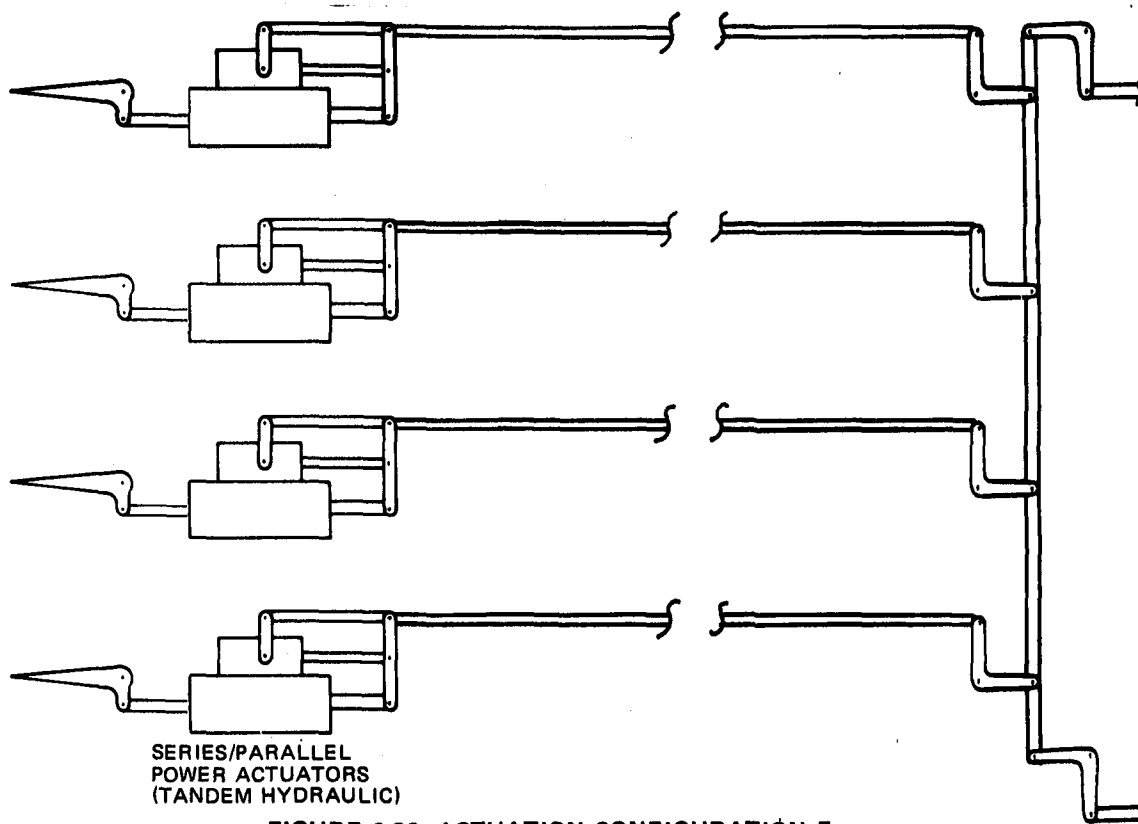 SERIES/PARALLEL
POWER ACTUATORS
(TANDEM HYDRAULIC)
ACTUATION CONFIGURATION